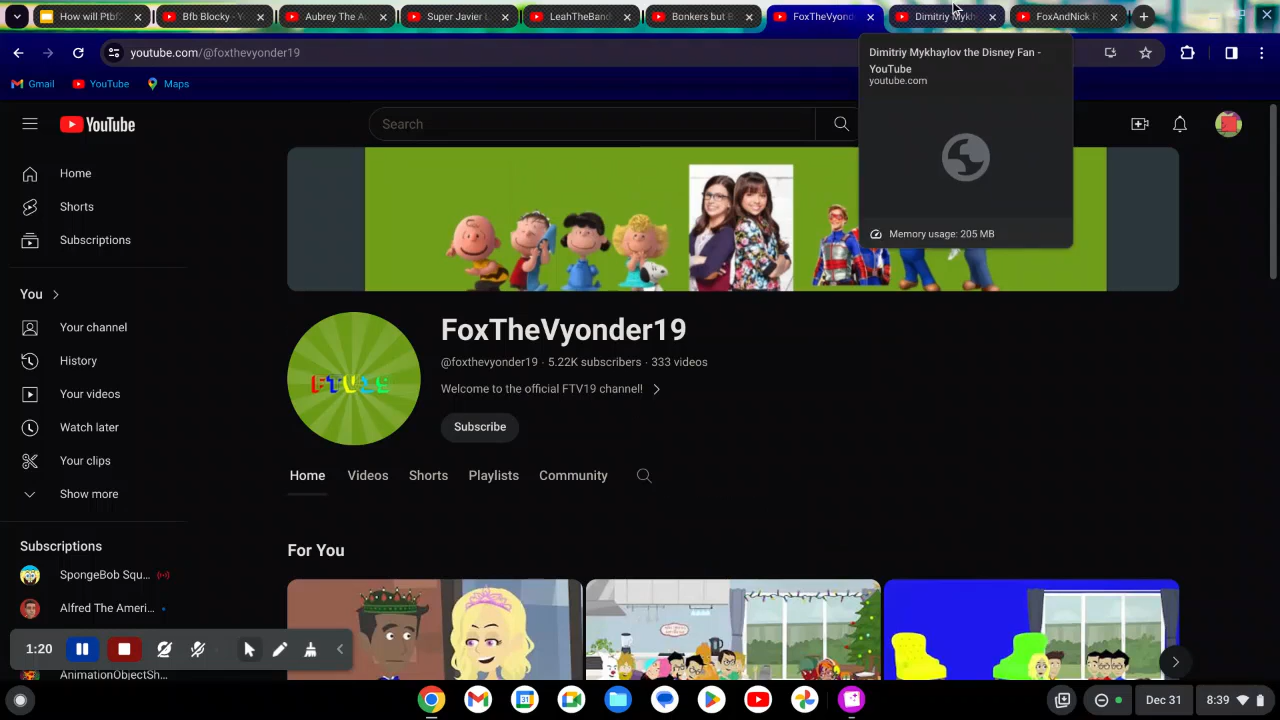 How will Ptbf2
Bfb Blocky - Y
Aubrey The A
Super Javier L
LeahTheBand
Bonkers but B
FoxTheVyond
Dimitriy Mykh
FoxAndNick F
youtube.com/@foxthevyonder19
Dimitriy Mykhaylov the Disney Fan -
YouTube
youtube.com
Gmail
YouTube
Maps
YouTube
Search
Memory usage: 205 MB
Home
Shorts
Subscriptions
You
Your channel
History
Your videos
Watch later
Your clips
Show more
Subscriptions
SpongeBob Squ...
Alfred The Ameri...
AnimationObjectSh...
FTV19
FoxTheVyonder19
@foxthevyonder19 · 5.22K subscribers · 333 videos
Welcome to the official FTV19 channel!
Subscribe
Home
Videos
Shorts
Playlists
Community
For You
1:20
Dec 31
8:39